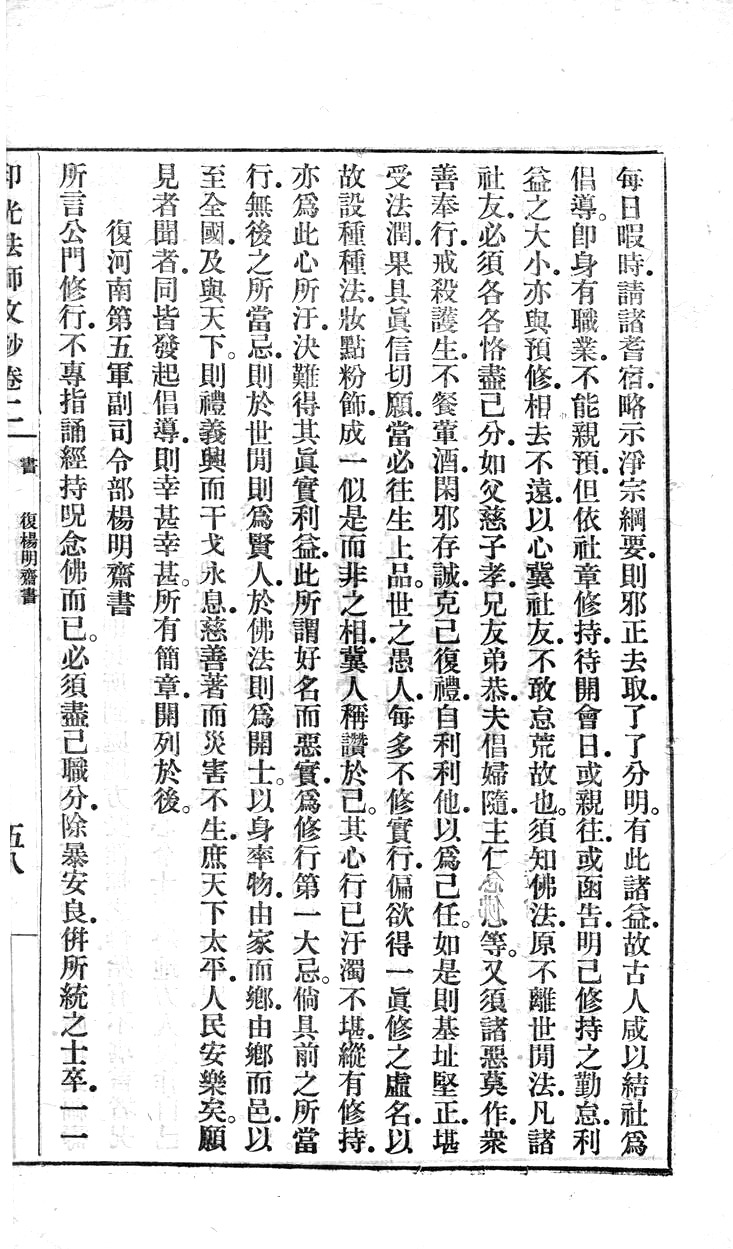 每日暇時．請諸耆宿．略示淨宗綱要．則邪正去取．了了分明。有此諸益．故古人咸以結社爲
倡導。卽身有職業．不能親預．但依社章修持．待開會日．或親往．或函告．明己修持之勤怠．利
益之大小．亦與預修．相去不遠．以心冀社友．不敢怠荒故也。須知佛法．原不離世間法．凡諸
社友．必須各各恪盡己分．如父慈子孝．兄友弟恭．夫倡婦隨．主仁等。又須諸惡莫作．衆
善奉行．戒殺護生．不餐葷酒．閑邪存誠．克己復禮．自利利他．以爲己任．如是則基址堅正．堪
受法潤．果具眞信切願．當必往生上品。世之愚人．每多不修實行．偏欲得一眞修之虛名．以
故設種種法．妝點粉飾．成一似是而非之相．冀人稱讚於己。其心行已汙濁不堪．縱有修持．
亦爲此心所汙．決難得其眞實利益．此所謂好名而惡實．爲修行第一大忌。倘具前之所當
行．無後之所當忌．則於世間則爲賢人．於佛法則爲開士。以身率物．由家而鄉．由鄉而邑．以
至全國．及與天下。則禮義興而干戈永息．慈善著而災害不生．庶天下太平．人民安樂矣。願
見者聞者．同皆發起倡導．則幸甚幸甚。所有簡章．開列於後。
復河南第五軍副司令部楊明齋書
所言公門修行．不專指誦經持呪念佛而已。必須盡己職分．除暴安良．倂所統之士卒．一一
印光法師文鈔卷二 書 復楊明齋書 五八